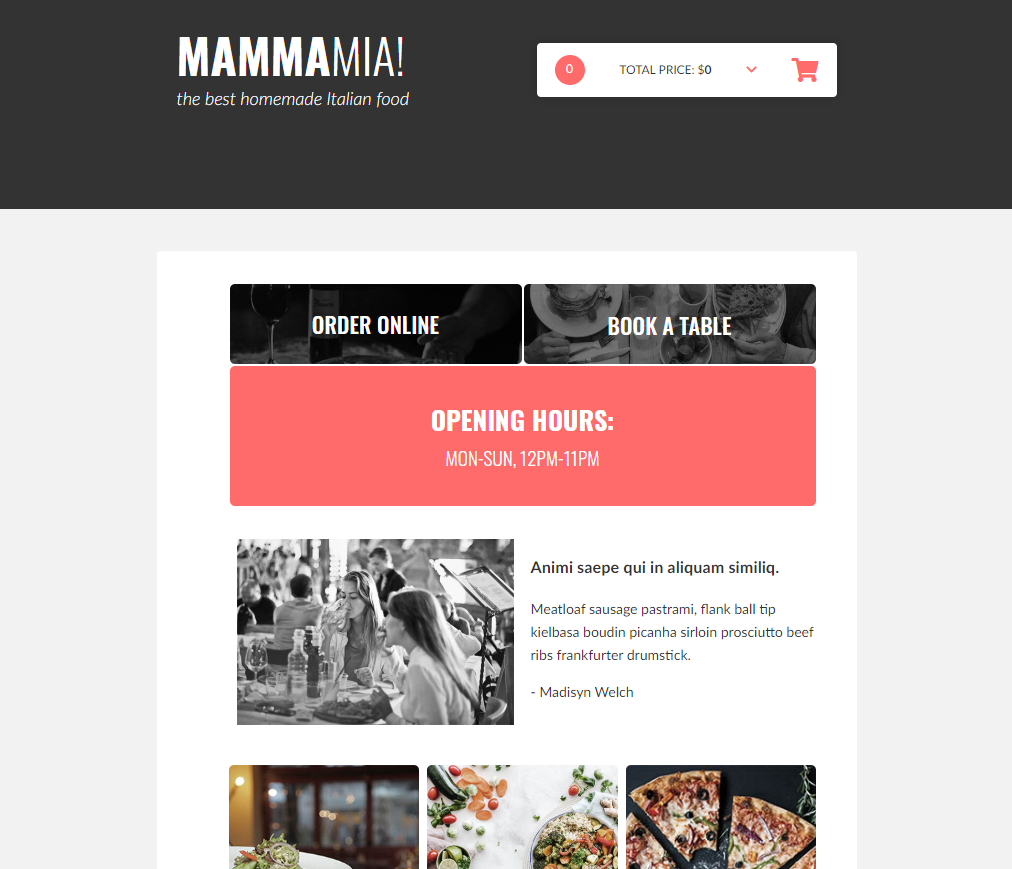 MAMMAMIA!
the best homemade Italian food
0
TOTAL PRICE: $0
ORDER ONLINE
BOOK A TABLE
OPENING HOURS:
MON-SUN, 12PM-11PM
Animi saepe qui in aliquam similiq.
Meatloaf sausage pastrami, flank ball tip
kielbasa boudin picanha sirloin prosciutto beef
ribs frankfurter drumstick.
- Madisyn Welch